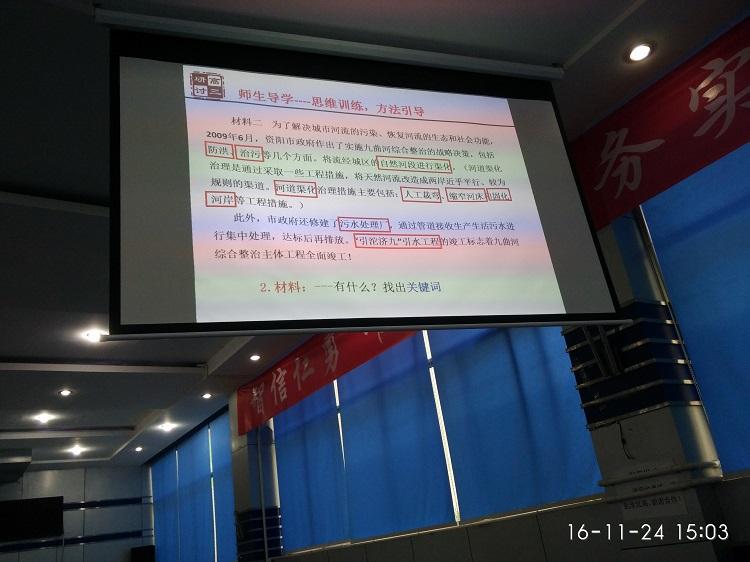 高三
研讨
师生导学----思维训练，方法引导
材料二 为了解决城市河流的污染、恢复河流的生态和社会功能，
2009年6月，资阳市政府作出了实施九曲河综合整治的战略决策，包括
防洪、治污等几个方面。将流经城区的自然河段进行渠化，（河道渠化
治理是通过采取一些工程措施，将天然河流改造成两岸近乎平行、较为
规则的渠道。河道渠化治理措施主要包括：人工裁弯、缩窄河床、固化
河岸等工程措施。）
此外，市政府还修建了污水处理厂，通过管道接收生产生活污水进
行集中处理，达标后再排放。"引沱济九"引水工程的竣工标志着九曲河
综合整治主体工程全面竣工！
2.材料：---有什么？找出关键词
务实
智信仁勇
16-11-24 15:03